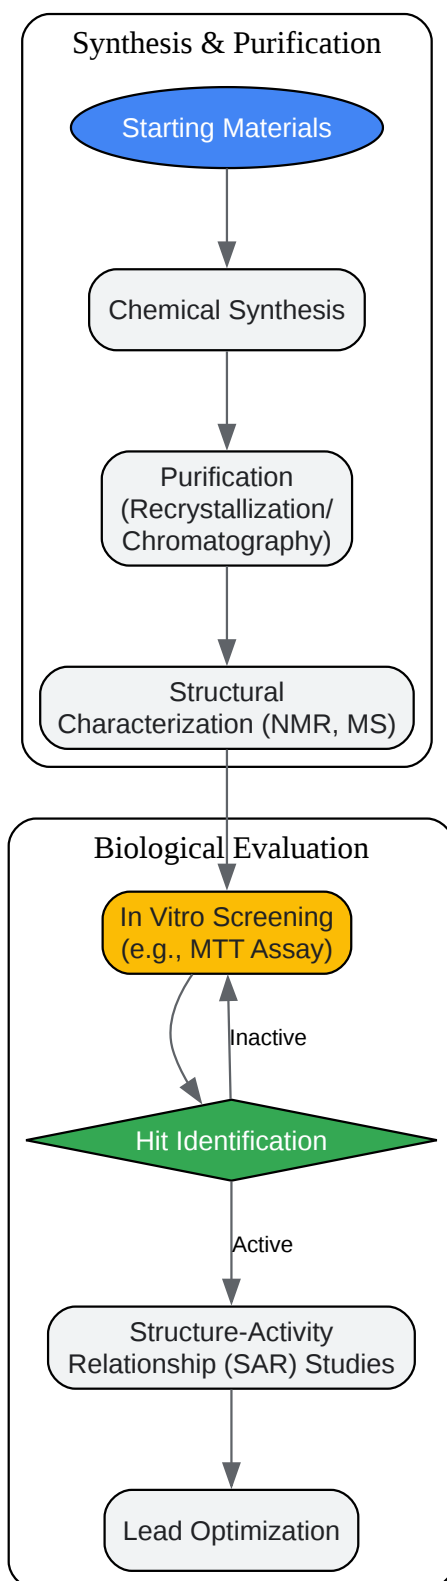 Synthesis & Purification
Starting Materials
Chemical Synthesis
Purification
(Recrystallization/
Chromatography)
Structural
Characterization (NMR, MS)
Biological Evaluation
In Vitro Screening
(e.g., MTT Assay)
Inactive
Hit Identification
Active
Structure-Activity
Relationship (SAR) Studies
Lead Optimization